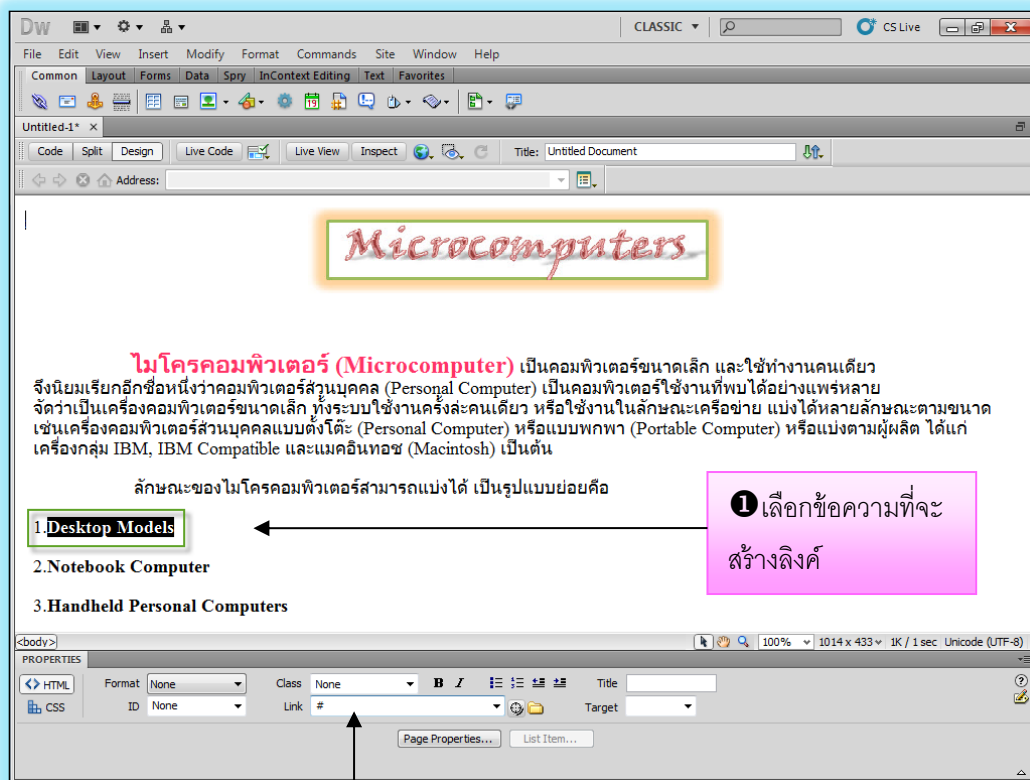 Dw CLASSIC CS Live
File Edit View Insert Modify Format Commands Site Window Help
Common Layout Forms Data Spry InContext Editing Text Favorites
Untitled-1* ×
Code Split Design Live Code Live View Inspect Title: Untitled Document
Address:
Microcomputers
ไมโครคอมพิวเตอร์ (Microcomputer) เป็นคอมพิวเตอร์ขนาดเล็ก และใช้ทำงานคนเดียว
จึงนิยมเรียกอีกชื่อหนึ่งว่าคอมพิวเตอร์ส่วนบุคคล (Personal Computer) เป็นคอมพิวเตอร์ใช้งานที่พบได้อย่างแพร่หลาย
จัดว่าเป็นเครื่องคอมพิวเตอร์ขนาดเล็ก ทั้งระบบใช้งานครั้งล่ะคนเดียว หรือใช้งานในลักษณะเครือข่าย แบ่งได้หลายลักษณะตามขนาด
เช่นเครื่องคอมพิวเตอร์ส่วนบุคคลแบบตั้งโต๊ะ (Personal Computer) หรือแบบพกพา (Portable Computer) หรือแบ่งตามผู้ผลิต ได้แก่
เครื่องกลุ่ม IBM, IBM Compatible และแมคอินทอช (Macintosh) เป็นต้น
ลักษณะของไมโครคอมพิวเตอร์สามารถแบ่งได้ เป็นรูปแบบย่อยคือ
1.Desktop Models
❶เลือกข้อความที่จะ
สร้างลิงค์
2.Notebook Computer
3.Handheld Personal Computers
<body> 100% 1014 x 433 1K / 1 sec Unicode (UTF-8)
PROPERTIES
<> HTML Format None Class None B I Title
CSS ID None Link # Target
Page Properties... List Item...